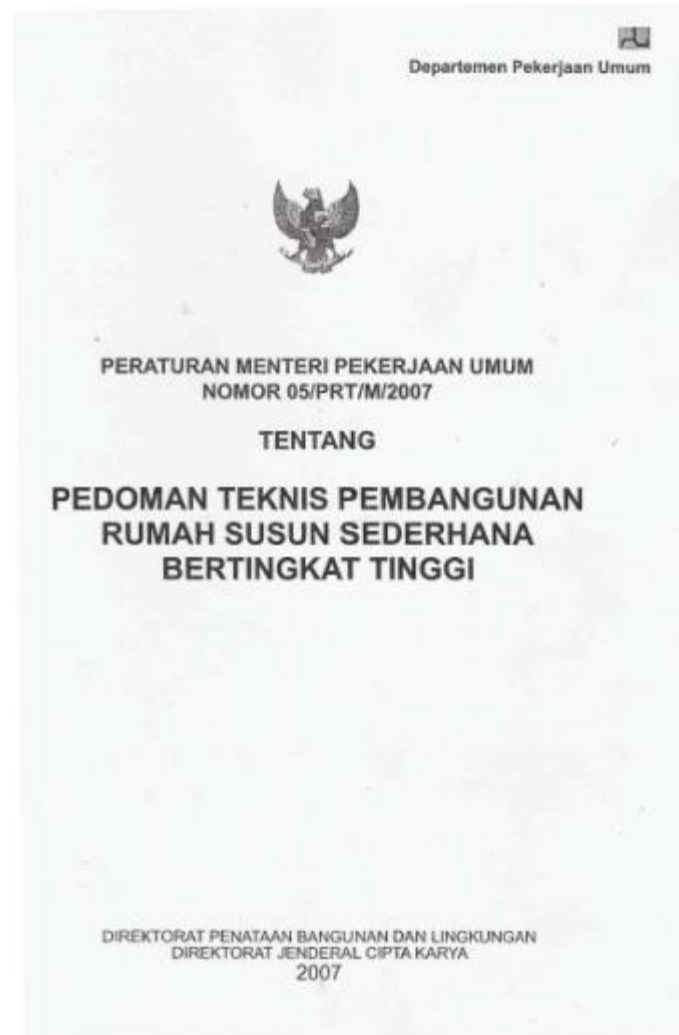 Departemen Pekerjaan Umum
PERATURAN MENTERI PEKERJAAN UMUM
NOMOR 05/PRT/M/2007
TENTANG
PEDOMAN TEKNIS PEMBANGUNAN
RUMAH SUSUN SEDERHANA
BERTINGKAT TINGGI
DIREKTORAT PENATAAN BANGUNAN DAN LINGKUNGAN
DIREKTORAT JENDERAL CIPTA KARYA
2007